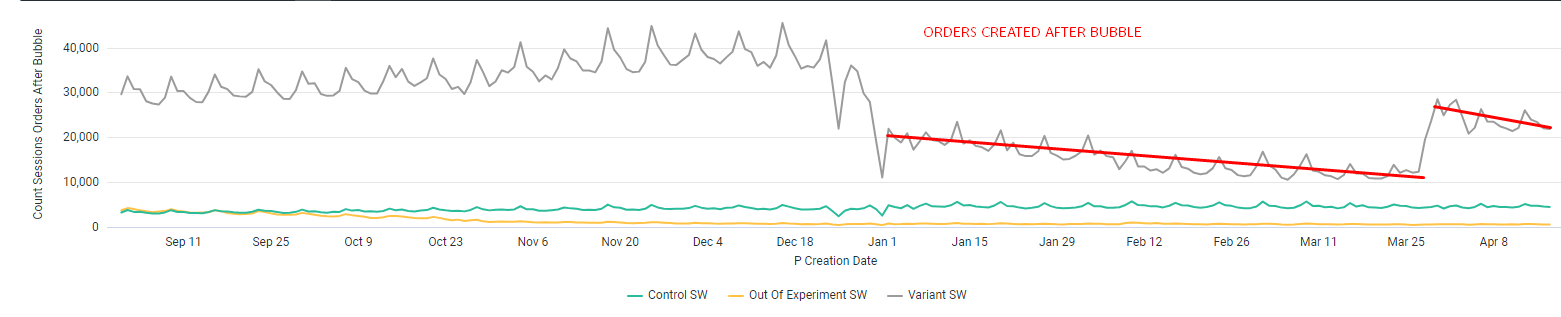 ORDERS CREATED AFTER BUBBLE
Count Sessions Orders After Bubble
40,000
30,000
20,000
10,000
0
Sep 11 Sep 25 Oct 9 Oct 23 Nov 6 Nov 20 Dec 4 Dec 18 Jan 1 Jan 15 Jan 29 Feb 12 Feb 26 Mar 11 Mar 25 Apr 8
P Creation Date
Control SW Out Of Experiment SW Variant SW